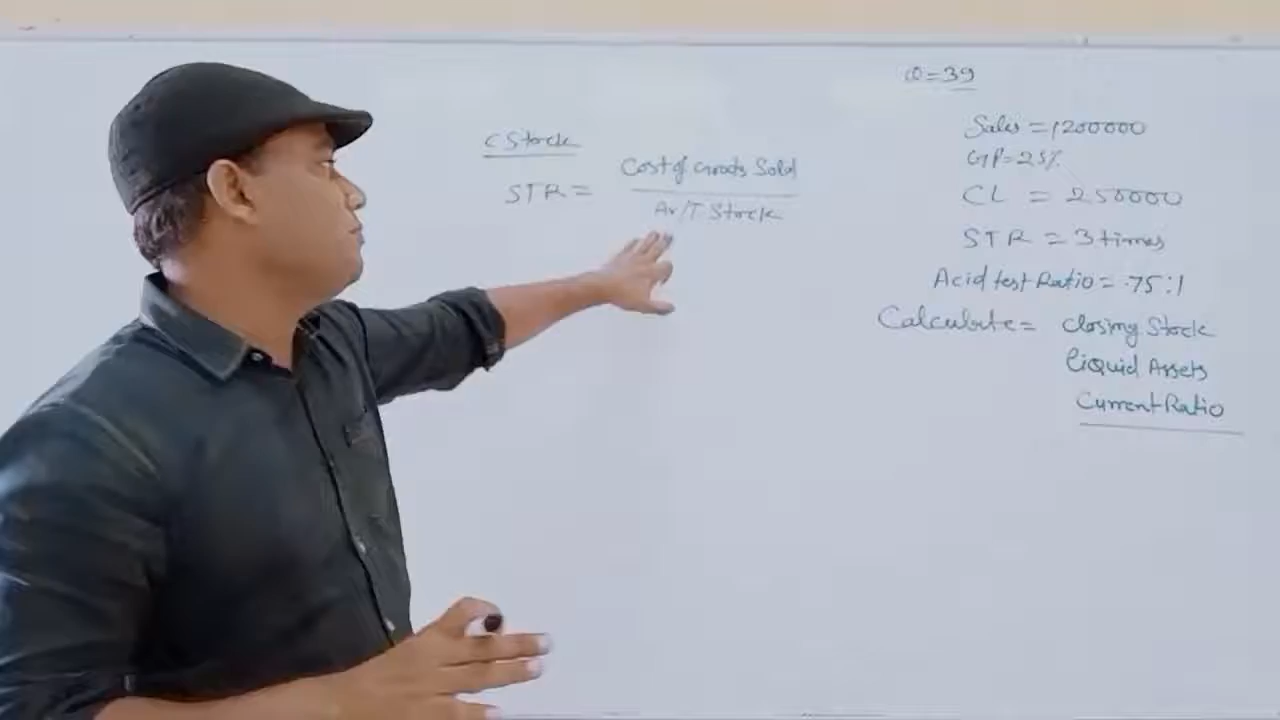 Q=39
C Stock
STR = Cost of Goods Sold
Av/T Stock
Sales = 1200000
GP = 25%
CL = 250000
STR = 3 times
Acid test Ratio = .75:1
Calculate = Closing Stock
Liquid Assets
Current Ratio